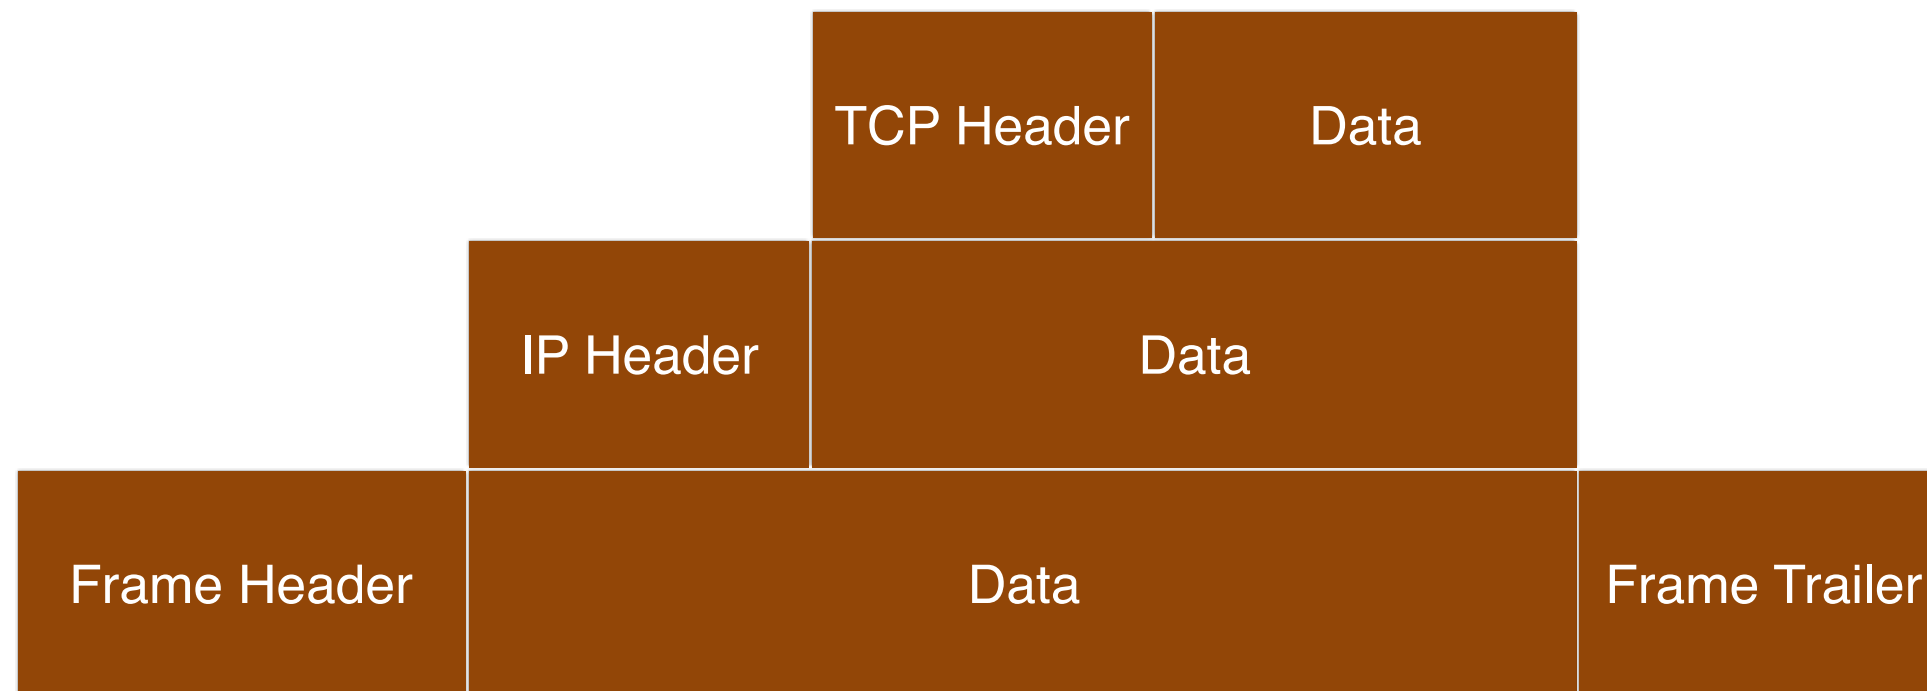 TCP Header
Data
IP Header
Data
Frame Header
Data
Frame Trailer